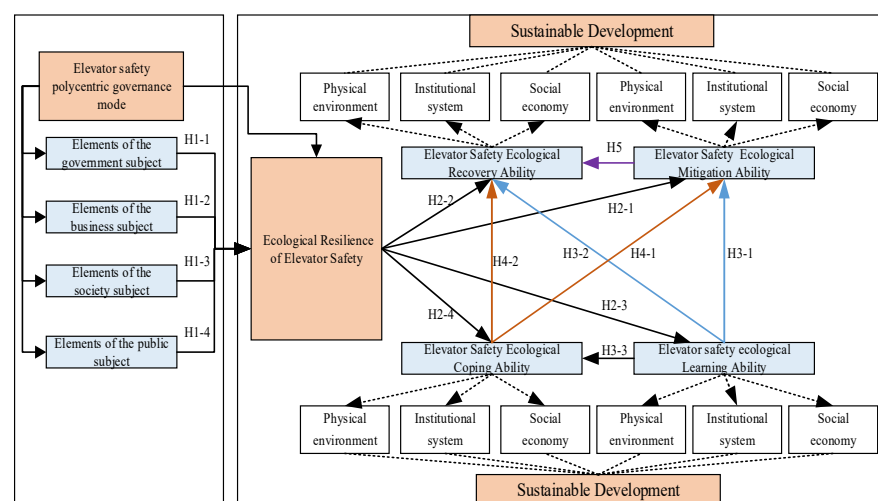 Sustainable Development
Elevator safety
polycentric governance
mode
Physical
environment
Institutional
system
Social
economy
Physical
environment
Institutional
system
Social
economy
H1-1
Elements of the
government subject
Elevator Safety Ecological
Recovery Ability
H5
Elevator Safety  Ecological
Mitigation Ability
H1-2
Elements of the
business subject
H2-2
H2-1
Ecological Resilience
of Elevator Safety
H1-3
Elements of the
society subject
H4-2
H3-2
H4-1
H3-1
H2-3
H2-4
H1-4
Elements of the public
subject
Elevator Safety Ecological
Coping Ability
H3-3
Elevator safety ecological
Learning Ability
Physical
environment
Institutional
system
Social
economy
Physical
environment
Institutional
system
Social
economy
Sustainable Development